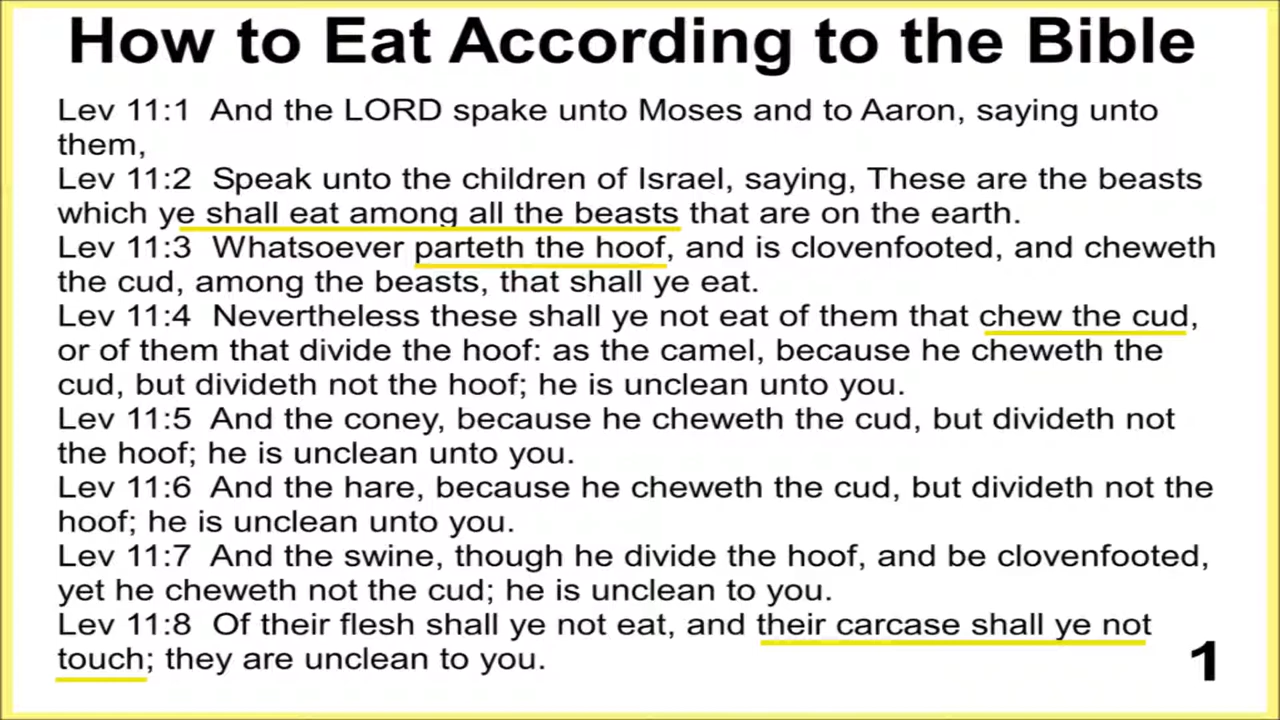 How to Eat According to the Bible
Lev 11:1 And the LORD spake unto Moses and to Aaron, saying unto
them,
Lev 11:2 Speak unto the children of Israel, saying, These are the beasts
which ye shall eat among all the beasts that are on the earth.
Lev 11:3 Whatsoever parteth the hoof, and is clovenfooted, and cheweth
the cud, among the beasts, that shall ye eat.
Lev 11:4 Nevertheless these shall ye not eat of them that chew the cud,
or of them that divide the hoof: as the camel, because he cheweth the
cud, but divideth not the hoof; he is unclean unto you.
Lev 11:5 And the coney, because he cheweth the cud, but divideth not
the hoof; he is unclean unto you.
Lev 11:6 And the hare, because he cheweth the cud, but divideth not the
hoof; he is unclean unto you.
Lev 11:7 And the swine, though he divide the hoof, and be clovenfooted,
yet he cheweth not the cud; he is unclean to you.
Lev 11:8 Of their flesh shall ye not eat, and their carcase shall ye not
touch; they are unclean to you.
1